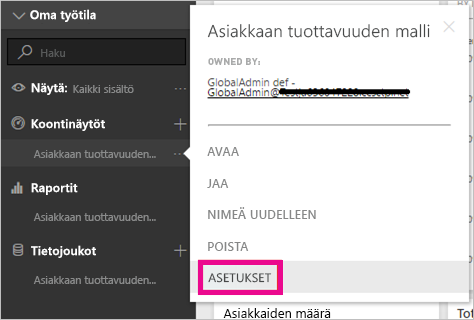 Oma työtila
Haku
Näytä: Kaikki sisältö
Koontinäytöt
Asiakkaan tuottavuuden...
Raportit
Asiakkaan tuottavuuden...
Tietojoukot
Asiakkaan tuottavuuden...
Asiakkaan tuottavuuden malli
OWNED BY:
GlobalAdmin def -
GlobalAdmin@
AVAA
JAA
NIMEÄ UUDELLEEN
POISTA
ASETUKSET
Asiakkaiden määrä
Tot